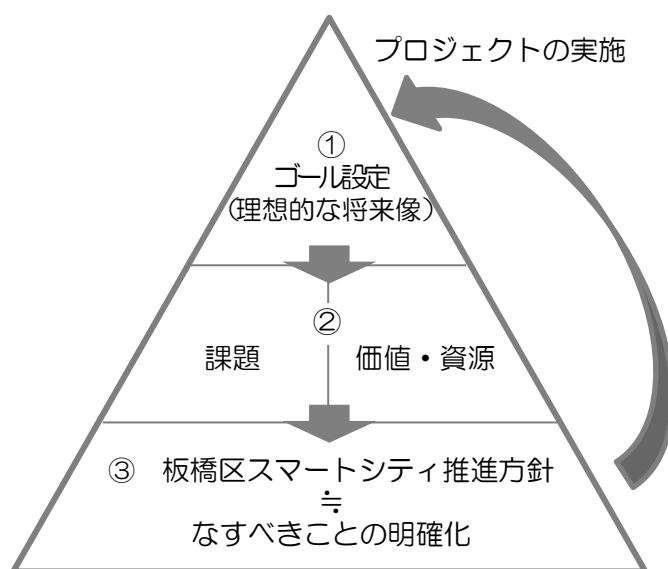 プロジェクトの実施
①
ゴール設定
(理想的な将来像)
②
課題
価値・資源
③ 板橋区スマートシティ推進方針
≒
なすべきことの明確化